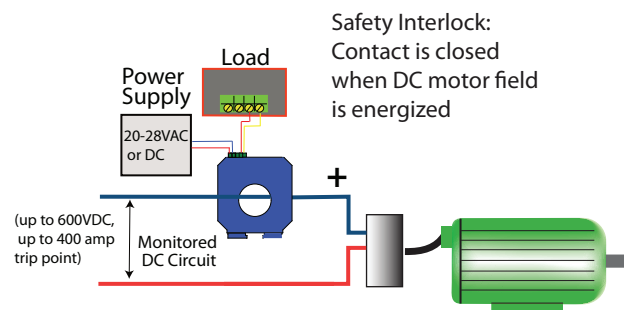 Safety Interlock:
Contact is closed
when DC motor field
is energized
Load
Power
Supply
20-28VAC
or DC
+
(up to 600VDC,
up to 400 amp
trip point)
Monitored
DC Circuit